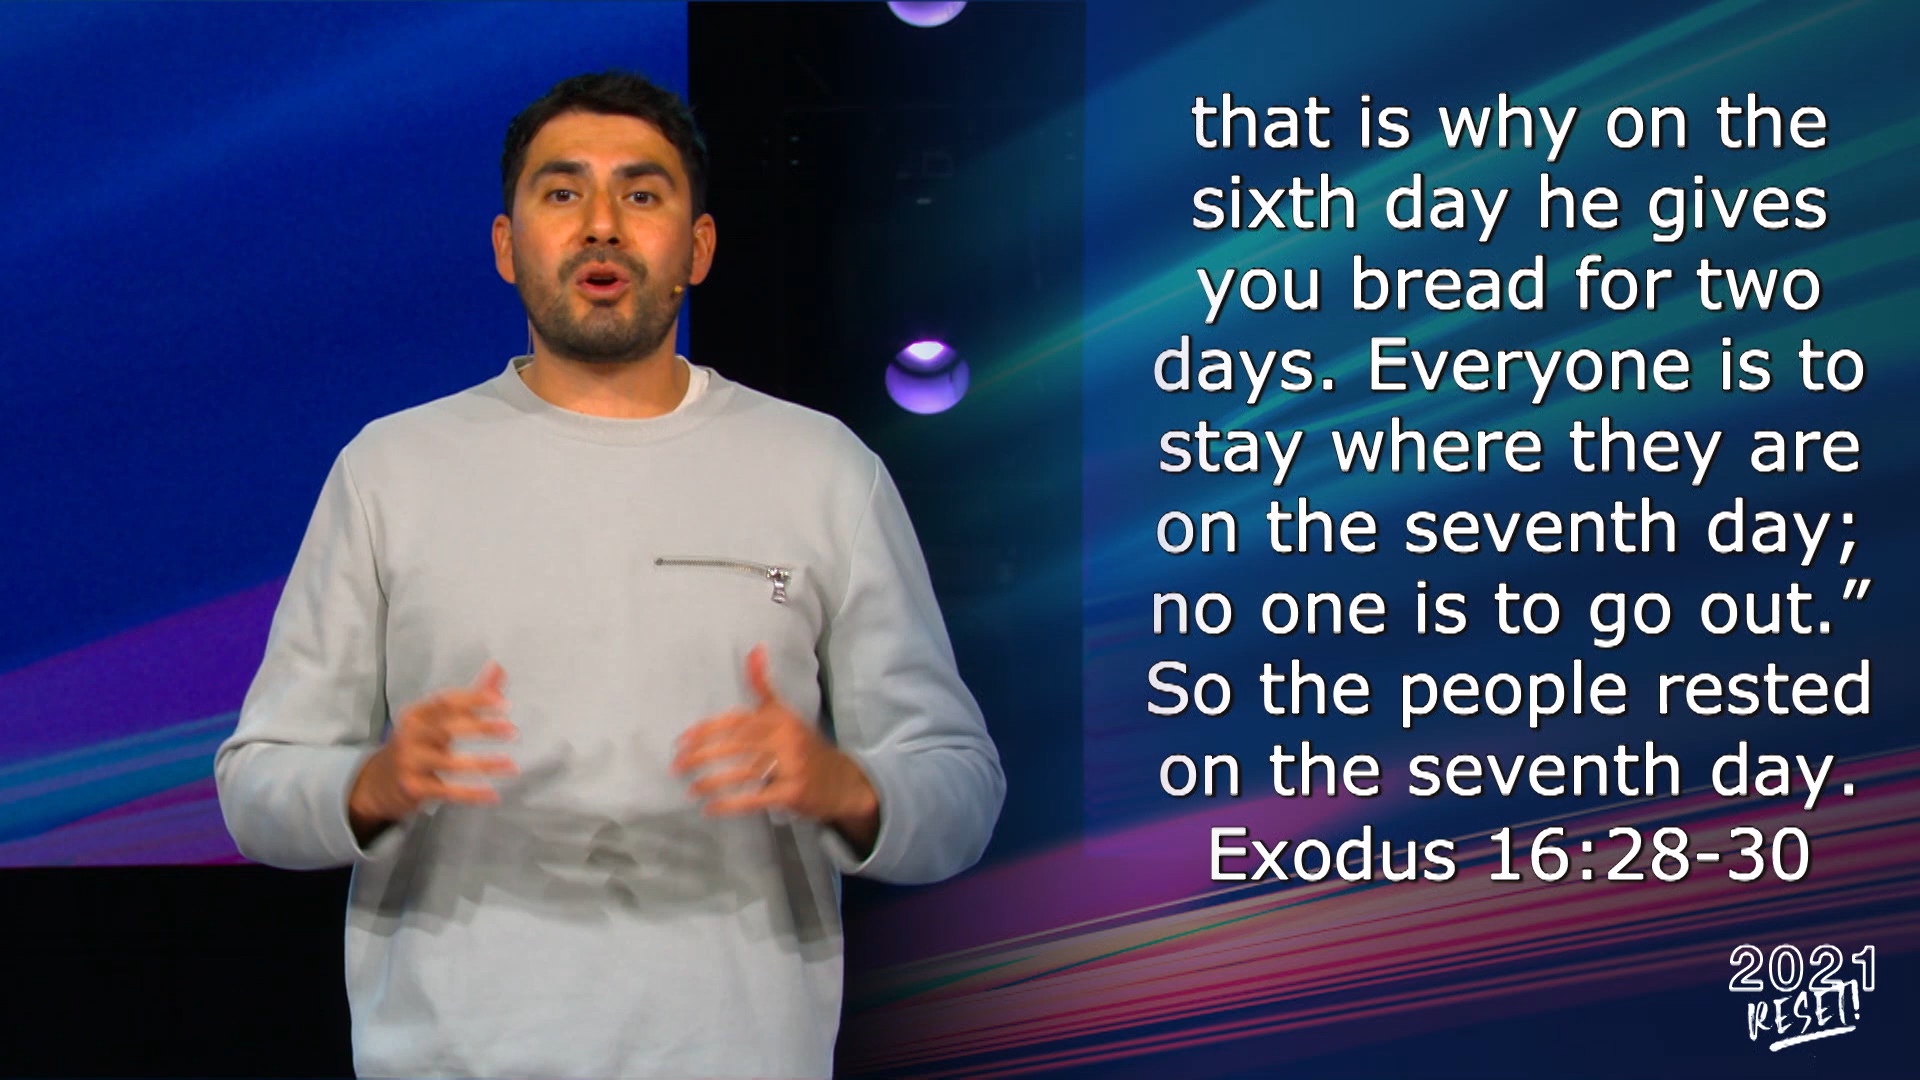 that is why on the
sixth day he gives
you bread for two
days. Everyone is to
stay where they are
on the seventh day;
no one is to go out.”
So the people rested
on the seventh day.
Exodus 16:28-30
2021
RESET!